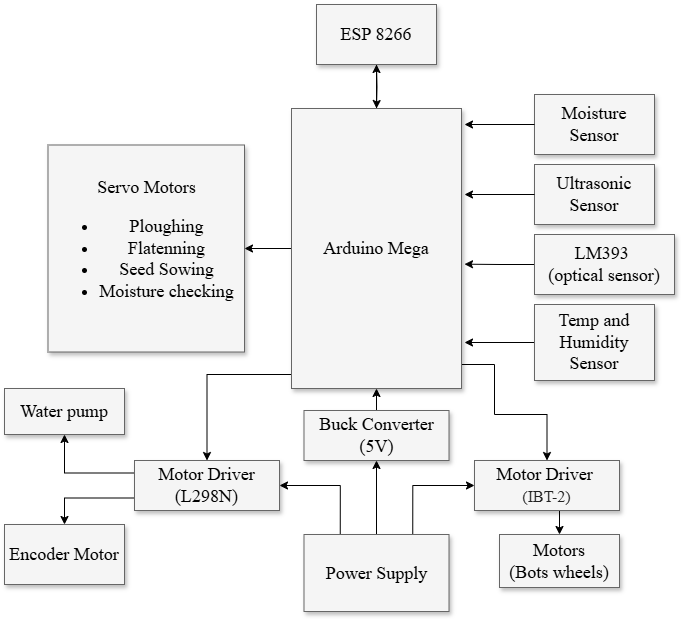 ESP 8266
Moisture
Sensor
Servo Motors
• Ploughing
• Flatenning
• Seed Sowing
• Moisture checking
Arduino Mega
Ultrasonic
Sensor
LM393
(optical sensor)
Temp and
Humidity
Sensor
Water pump
Buck Converter
(5V)
Motor Driver
(L298N)
Motor Driver
(IBT-2)
Encoder Motor
Power Supply
Motors
(Bots wheels)